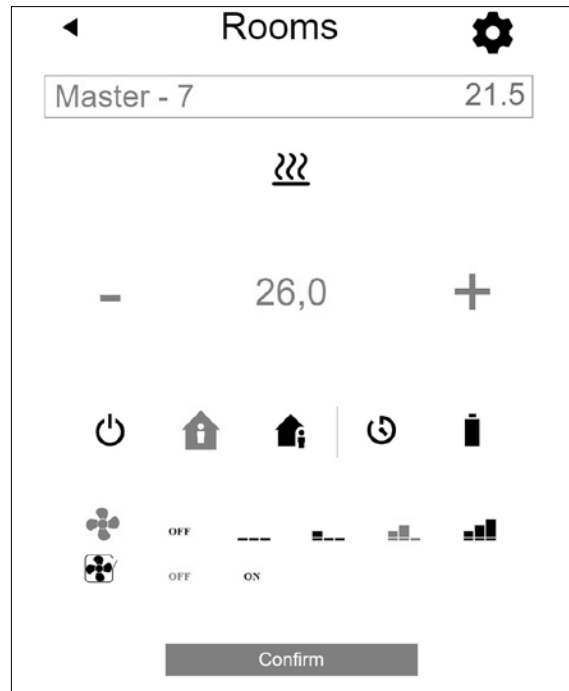 Rooms
Master - 7 21.5
- 26,0 +
OFF
OFF ON
Confirm